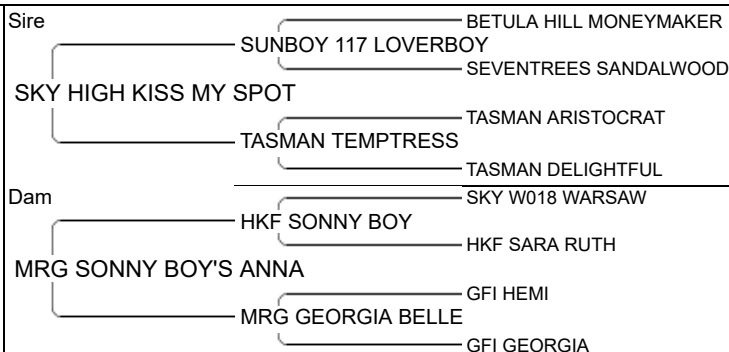 Sire
BETULA HILL MONEYMAKER
SUNBOY 117 LOVERBOY
SEVENTREES SANDALWOOD
SKY HIGH KISS MY SPOT
TASMAN ARISTOCRAT
TASMAN TEMPTRESS
TASMAN DELIGHTFUL
Dam
SKY W018 WARSAW
HKF SONNY BOY
HKF SARA RUTH
MRG SONNY BOY'S ANNA
GFI HEMI
MRG GEORGIA BELLE
GFI GEORGIA